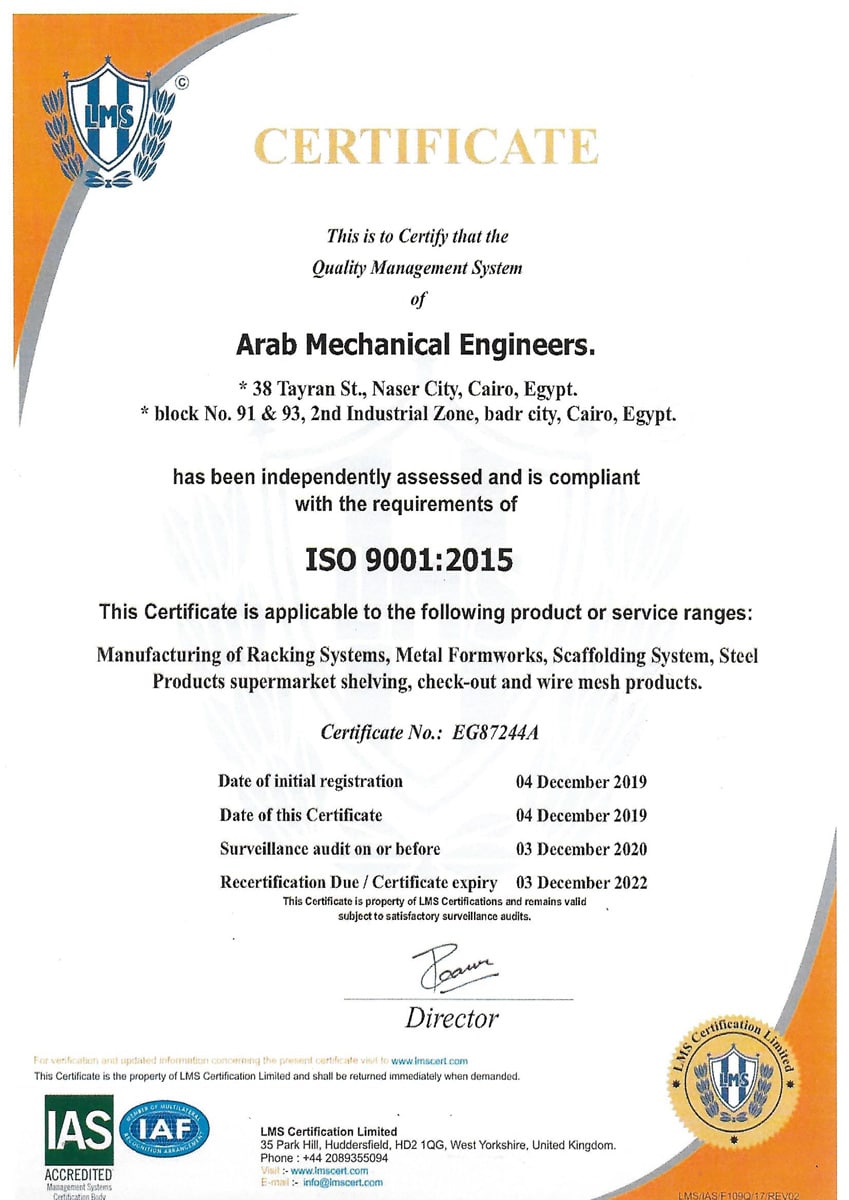 LMS
©
CERTIFICATE
This is to Certify that the
Quality Management System
of
Arab Mechanical Engineers.
* 38 Tayran St., Naser City, Cairo, Egypt.
* block No. 91 & 93, 2nd Industrial Zone, badr city, Cairo, Egypt.
has been independently assessed and is compliant
with the requirements of
ISO 9001:2015
This Certificate is applicable to the following product or service ranges:
Manufacturing of Racking Systems, Metal Formworks, Scaffolding System, Steel
Products supermarket shelving, check-out and wire mesh products.
Certificate No.: EG87244A
Date of initial registration 04 December 2019
Date of this Certificate 04 December 2019
Surveillance audit on or before 03 December 2020
Recertification Due / Certificate expiry 03 December 2022
This Certificate is property of LMS Certifications and remains valid
subject to satisfactory surveillance audits.
Director
For verification and updated information concerning the present certificate visit to www.lmscert.com
This Certificate is the property of LMS Certification Limited and shall be returned immediately when demanded.
LMS Certification Limited
LMS
IAS
ACCREDITED
Management Systems
Certification Body
MEMBER OF MULTILATERAL
IAF
RECOGNITION ARRANGEMENT
LMS Certification Limited
35 Park Hill, Huddersfield, HD2 1QG, West Yorkshire, United Kingdom.
Phone : +44 2089355094
Visit :- www.lmscert.com
E-mail :- info@lmscert.com
LMS/IAS/F109Q/17/REV02